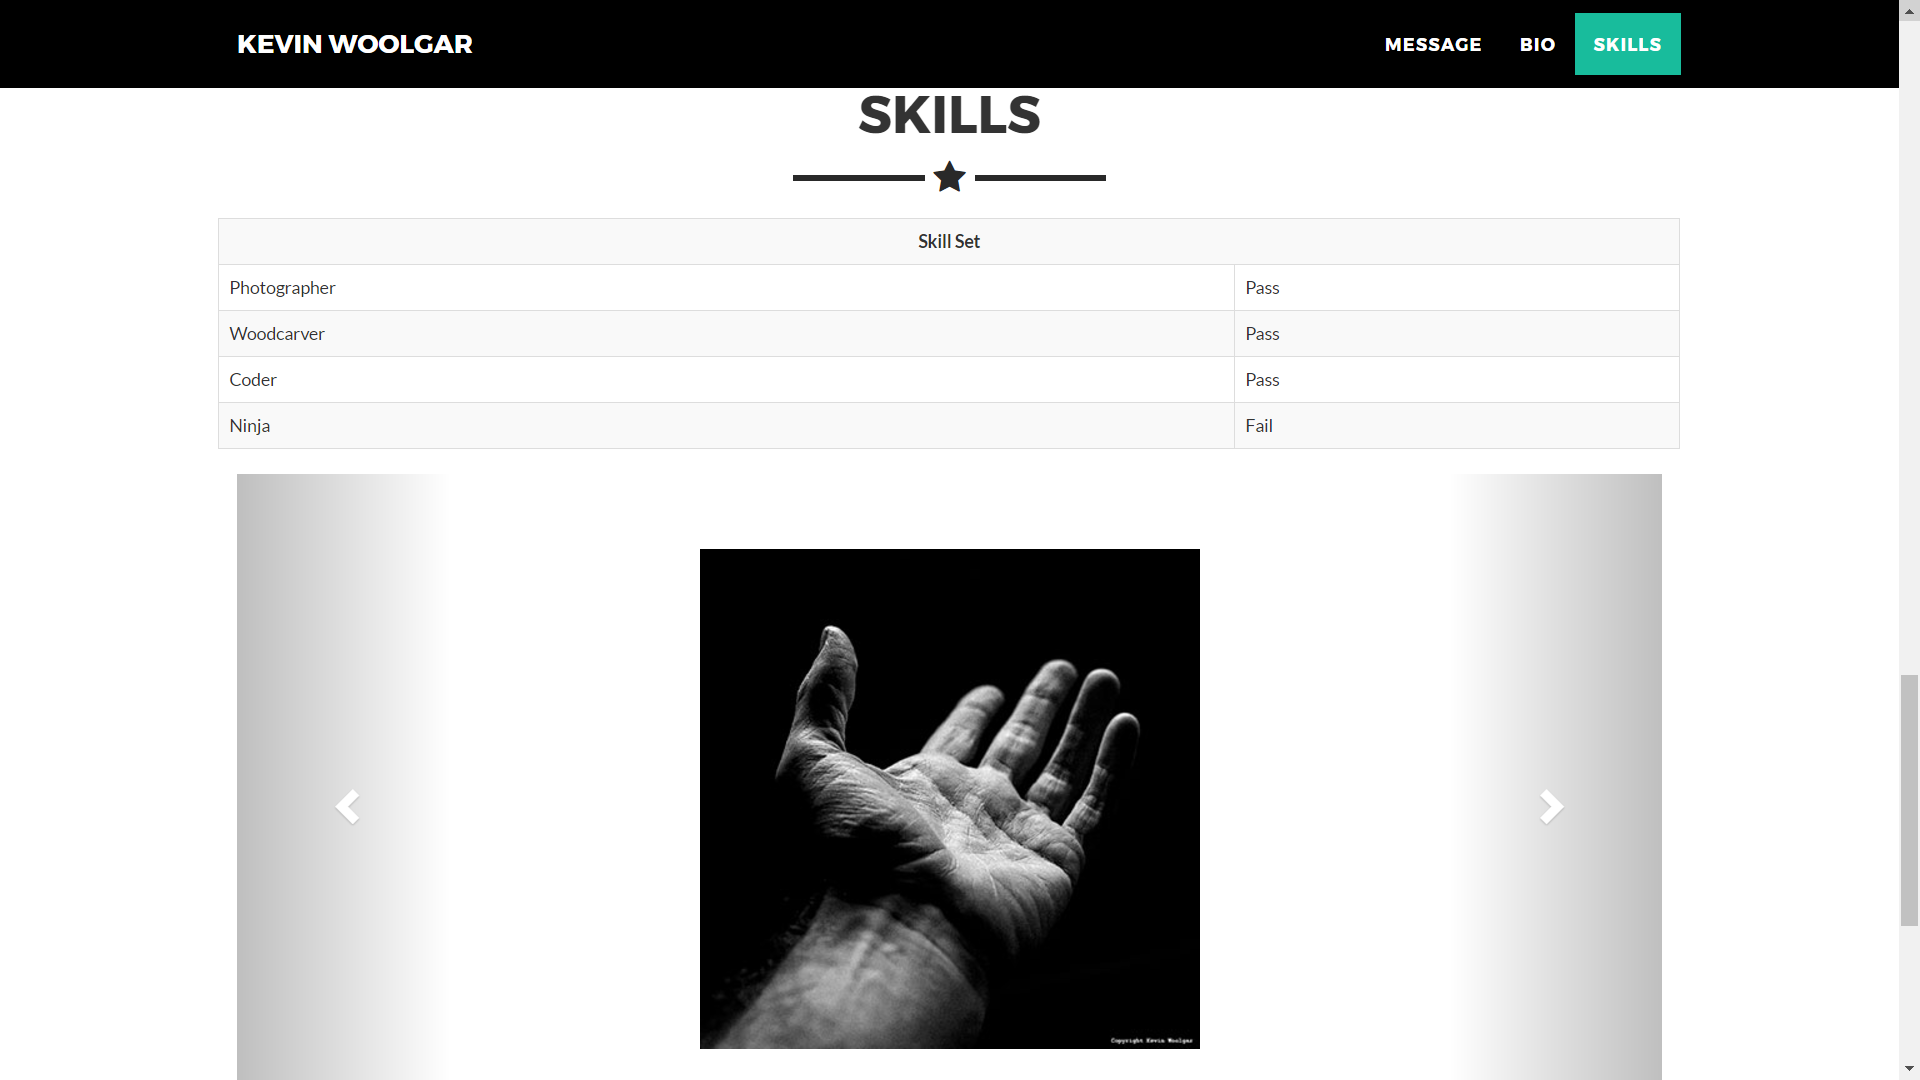 KEVIN WOOLGAR
MESSAGE BIO SKILLS
SKILLS
Skill Set
Photographer Pass
Woodcarver Pass
Coder Pass
Ninja Fail
Copyright Kevin Woolgar